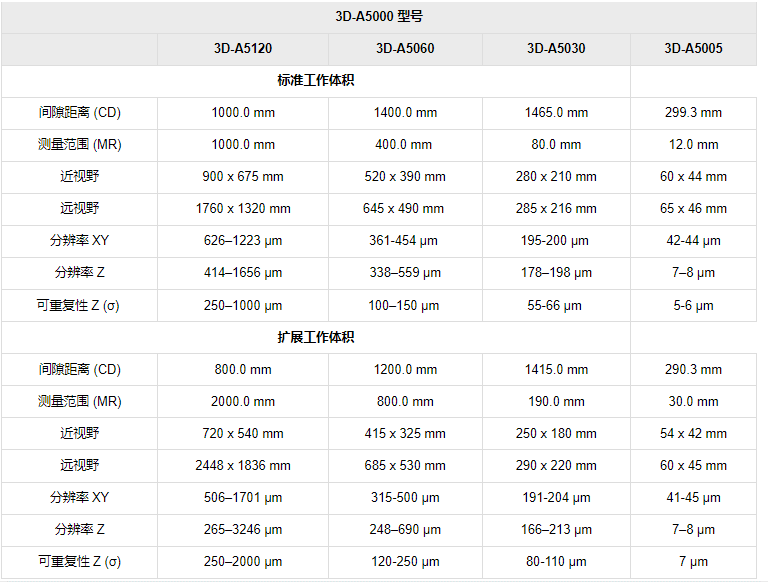 3D-A5000 型号
3D-A5120 3D-A5060 3D-A5030 3D-A5005
标准工作体积
间隙距离 (CD) 1000.0 mm 1400.0 mm 1465.0 mm 299.3 mm
测量范围 (MR) 1000.0 mm 400.0 mm 80.0 mm 12.0 mm
近视野 900 x 675 mm 520 x 390 mm 280 x 210 mm 60 x 44 mm
远视野 1760 x 1320 mm 645 x 490 mm 285 x 216 mm 65 x 46 mm
分辨率 XY 626–1223 μm 361-454 μm 195-200 μm 42-44 μm
分辨率 Z 414–1656 μm 338–559 μm 178–198 μm 7–8 μm
可重复性 Z (σ) 250–1000 μm 100–150 μm 55-66 μm 5-6 μm
扩展工作体积
间隙距离 (CD) 800.0 mm 1200.0 mm 1415.0 mm 290.3 mm
测量范围 (MR) 2000.0 mm 800.0 mm 190.0 mm 30.0 mm
近视野 720 x 540 mm 415 x 325 mm 250 x 180 mm 54 x 42 mm
远视野 2448 x 1836 mm 685 x 530 mm 290 x 220 mm 60 x 45 mm
分辨率 XY 506–1701 μm 315-500 μm 191-204 μm 41-45 μm
分辨率 Z 265–3246 μm 248–690 μm 166–213 μm 7–8 μm
可重复性 Z (σ) 250–2000 μm 120-250 μm 80-110 μm 7 μm